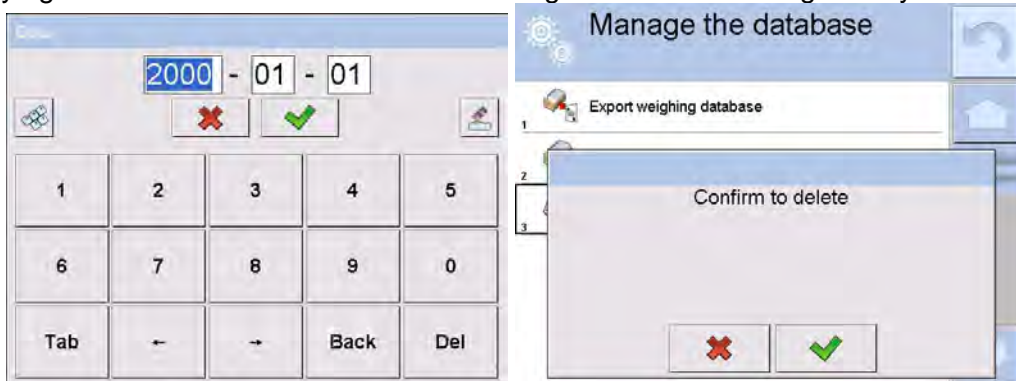 2000 - 01 - 01
1 2 3 4 5
6 7 8 9 0
Tab ← → Back Del
Manage the database
1 Export weighing database
2
3
Confirm to delete